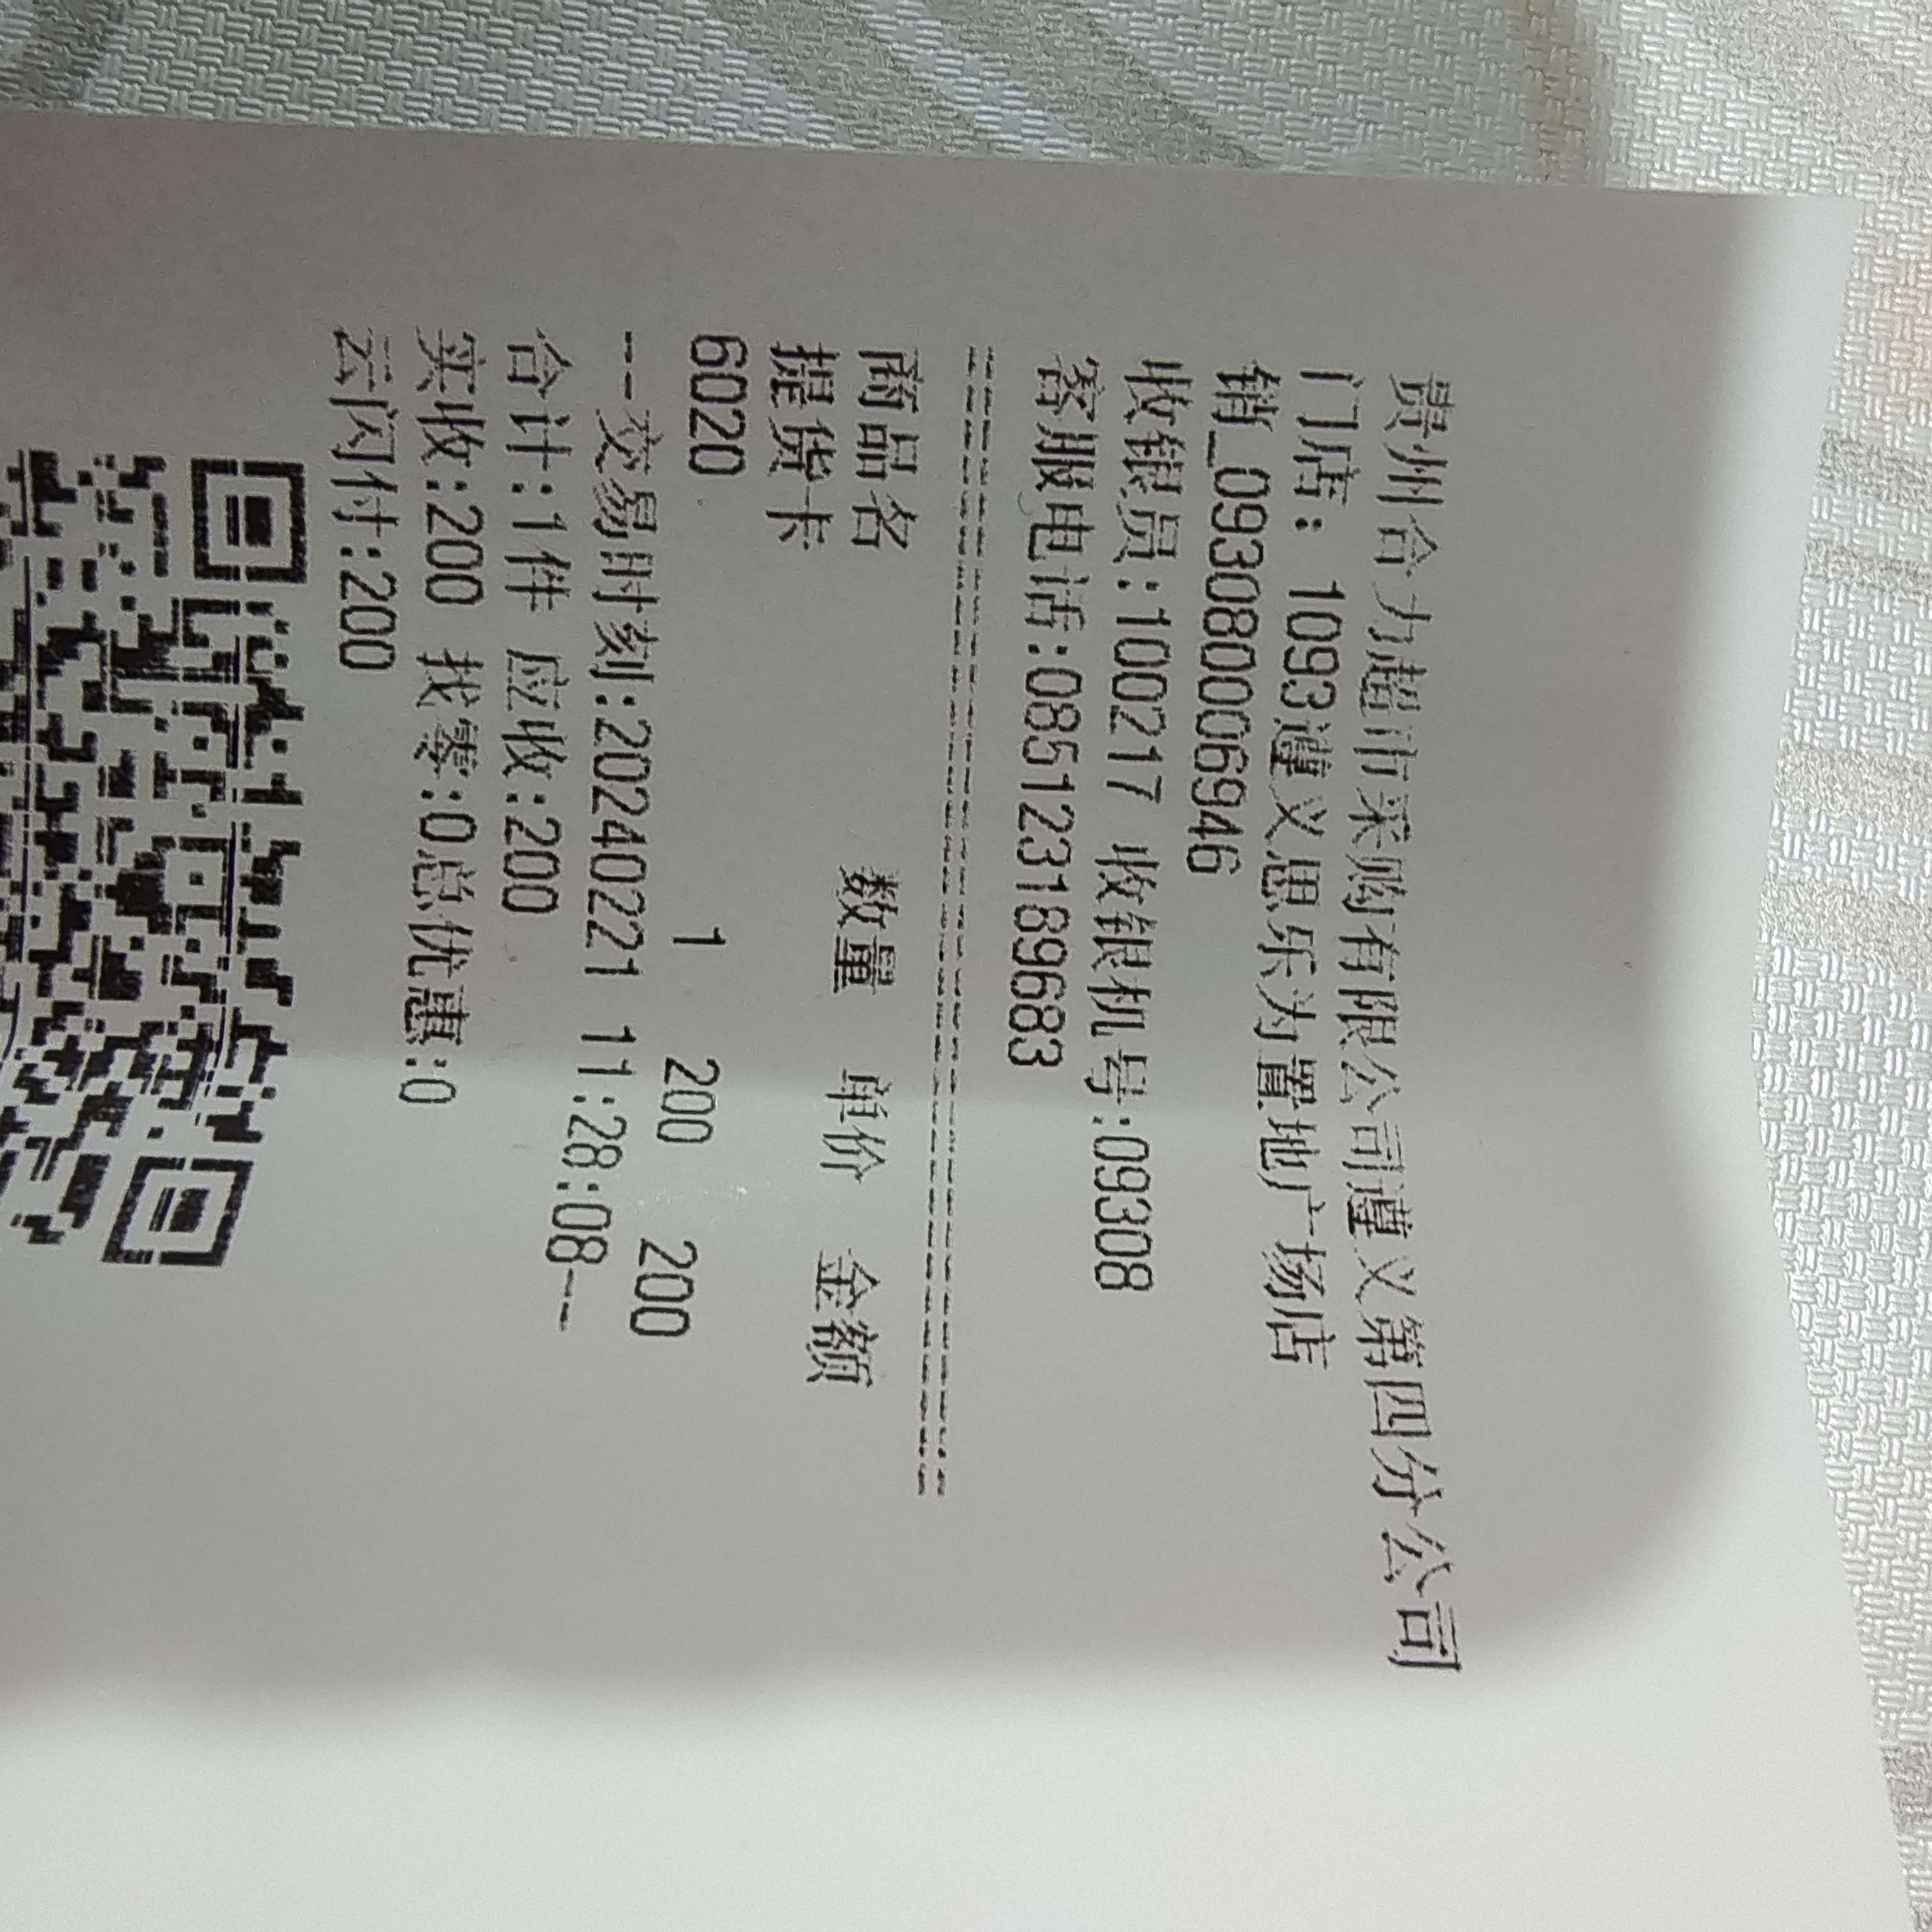 贵州合力超市采购有限公司遵义第四分公司
门店: 1093遵义思乐为置地广场店
销_093080006946
收银员:100217 收银机号:09308
客服电话:085123189683
================================
商品名 数量 单价 金额
提货卡
6020 1 200 200
--交易时刻:20240221 11:28:08--
合计:1件 应收:200
实收:200 找零:0总优惠:0
云闪付:200